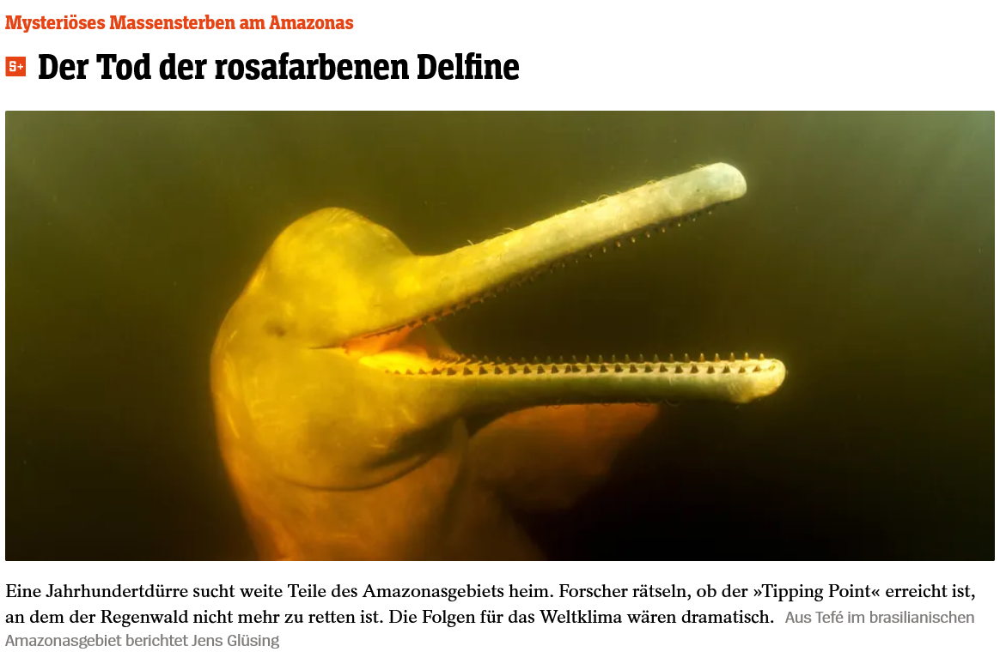 Mysteriöses Massensterben am Amazonas
S+ Der Tod der rosafarbenen Delfine
Eine Jahrhundertdürre sucht weite Teile des Amazonasgebiets heim. Forscher rätseln, ob der »Tipping Point« erreicht ist,
an dem der Regenwald nicht mehr zu retten ist. Die Folgen für das Weltklima wären dramatisch. Aus Tefé im brasilianischen
Amazonasgebiet berichtet Jens Glüsing